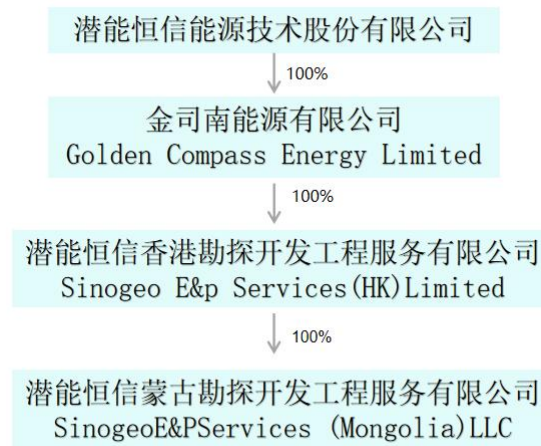 潜能恒信能源技术股份有限公司
100%
金司南能源有限公司
Golden Compass Energy Limited
100%
潜能恒信香港勘探开发工程服务有限公司
Sinogeo E&p Services(HK)Limited
100%
潜能恒信蒙古勘探开发工程服务有限公司
SinogeoE&PServices (Mongolia)LLC